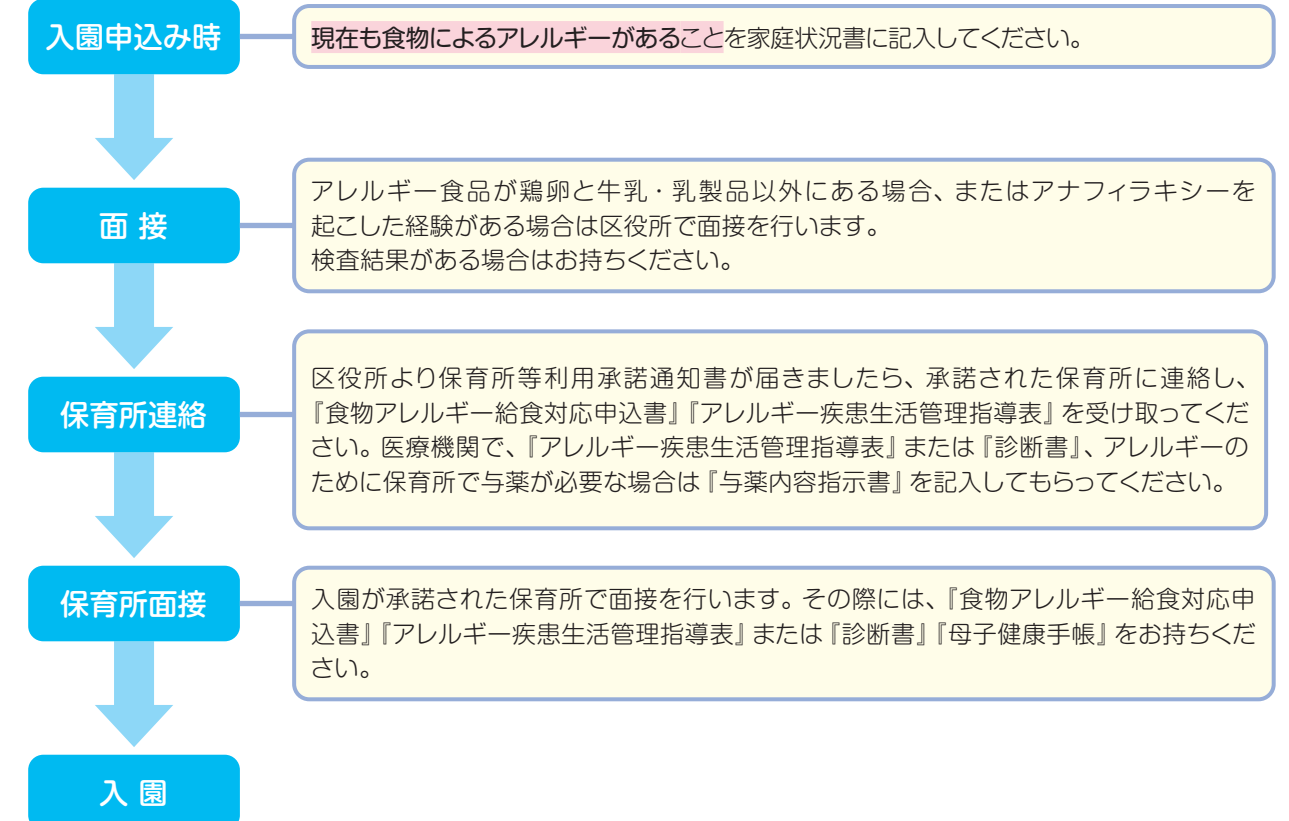 入園申込み時
現在も食物によるアレルギーがあることを家庭状況書に記入してください。
面接
アレルギー食品が鶏卵と牛乳・乳製品以外にある場合、またはアナフィラキシーを
起こした経験がある場合は区役所で面接を行います。
検査結果がある場合はお持ちください。
保育所連絡
区役所より保育所等利用承諾通知書が届きましたら、承諾された保育所に連絡し、
『食物アレルギー給食対応申込書』『アレルギー疾患生活管理指導表』を受け取ってくだ
さい。医療機関で、『アレルギー疾患生活管理指導表』または『診断書』、アレルギーの
ために保育所で与薬が必要な場合は『与薬内容指示書』を記入してもらってください。
保育所面接
入園が承諾された保育所で面接を行います。その際には、『食物アレルギー給食対応申
込書』『アレルギー疾患生活管理指導表』または『診断書』『母子健康手帳』をお持ちくだ
さい。
入園